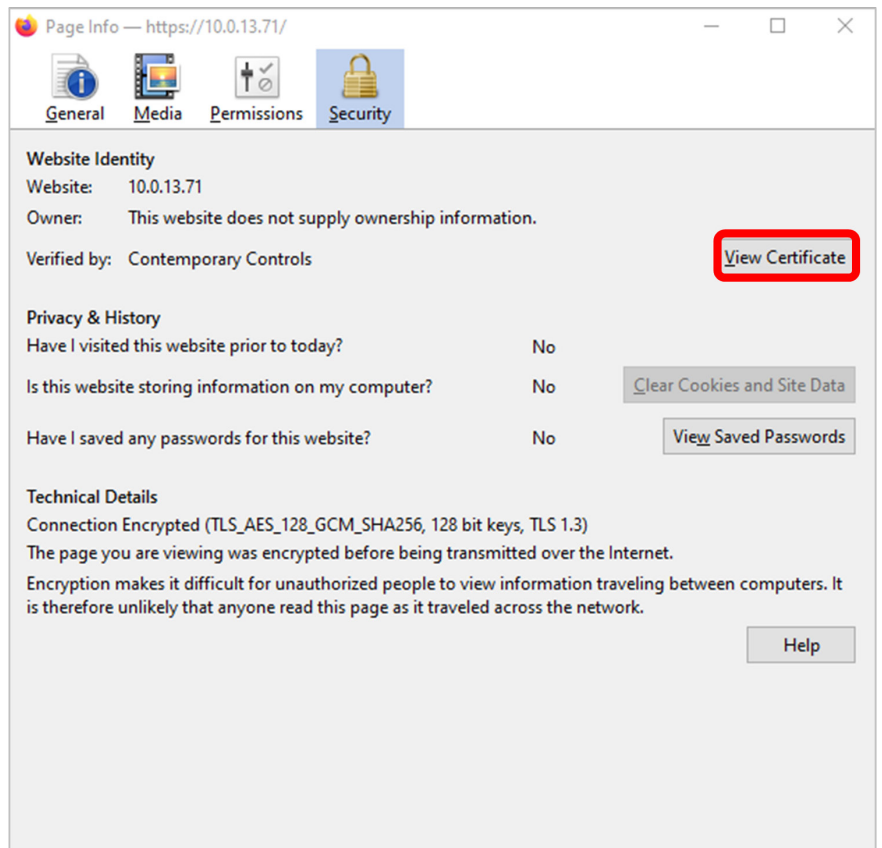 Page Info — https://10.0.13.71/
General Media Permissions Security
Website Identity
Website: 10.0.13.71
Owner: This website does not supply ownership information.
Verified by: Contemporary Controls View Certificate
Privacy & History
Have I visited this website prior to today? No
Is this website storing information on my computer? No Clear Cookies and Site Data
Have I saved any passwords for this website? No View Saved Passwords
Technical Details
Connection Encrypted (TLS_AES_128_GCM_SHA256, 128 bit keys, TLS 1.3)
The page you are viewing was encrypted before being transmitted over the Internet.
Encryption makes it difficult for unauthorized people to view information traveling between computers. It
is therefore unlikely that anyone read this page as it traveled across the network.
Help